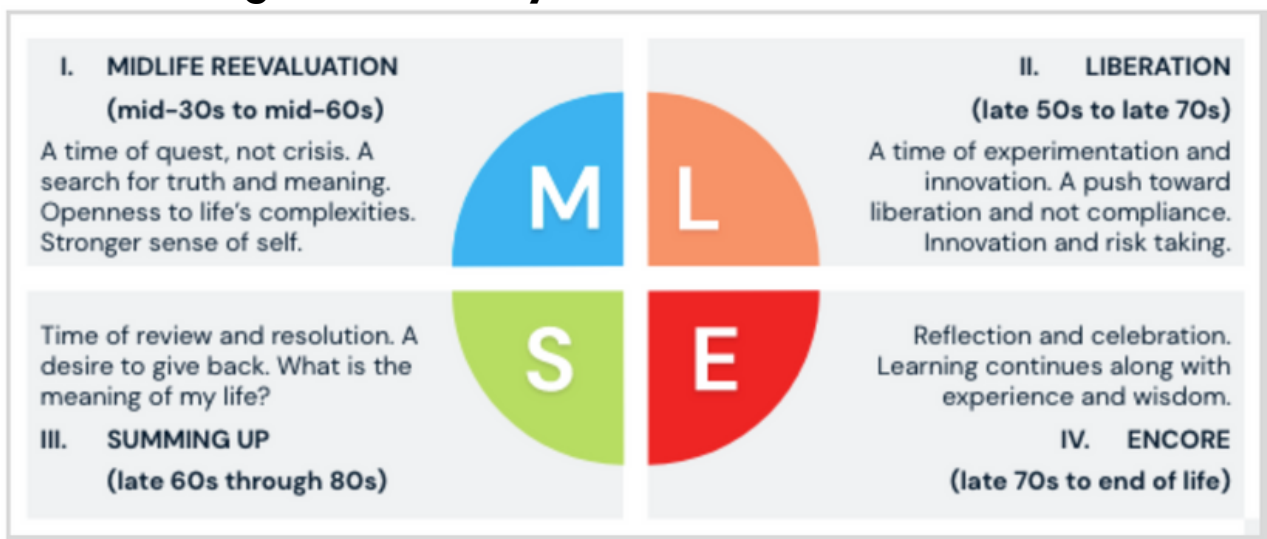 I. MIDLIFE REEVALUATION
(mid-30s to mid-60s)
A time of quest, not crisis. A
search for truth and meaning.
Openness to life's complexities.
Stronger sense of self.
M
II. LIBERATION
(late 50s to late 70s)
A time of experimentation and
innovation. A push toward
liberation and not compliance.
Innovation and risk taking.
L
Time of review and resolution. A
desire to give back. What is the
meaning of my life?
III. SUMMING UP
(late 60s through 80s)
S
Reflection and celebration.
Learning continues along with
experience and wisdom.
IV. ENCORE
(late 70s to end of life)
E